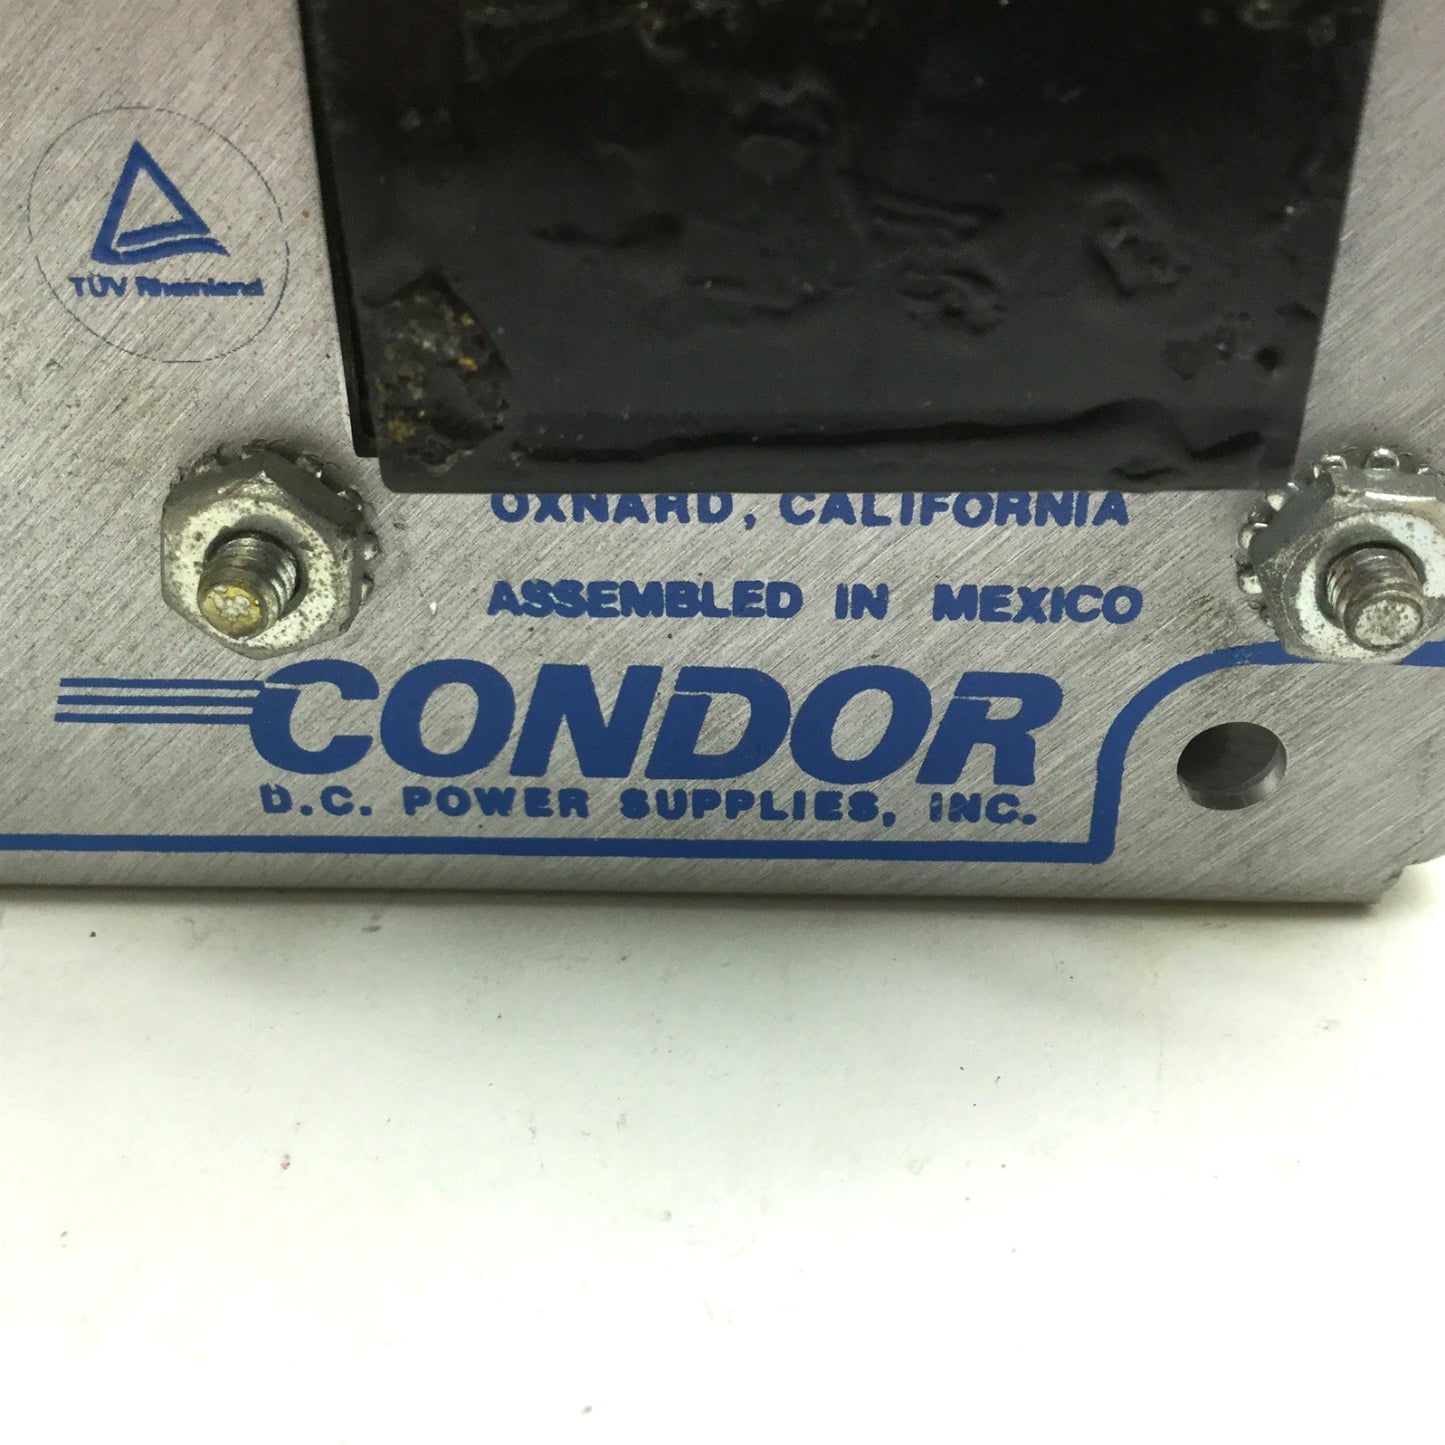 TÜV Rheinland
OXNARD, CALIFORNIA
ASSEMBLED IN MEXICO
CONDOR
D.C. POWER SUPPLIES, INC.